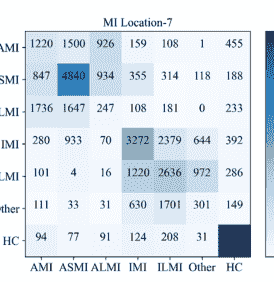 MI Location-7
AMI 1220 1500 926 159 108 1 455
SMI 847 4840 934 355 314 118 188
LMI 1736 1647 247 108 181 0 233
IMI 280 933 70 3272 2379 644 392
LMI 101 4 16 1220 2636 972 286
ther 111 33 31 630 1701 301 149
HC 94 77 91 124 208 31
AMI ASMI ALMI IMI ILMI Other HC